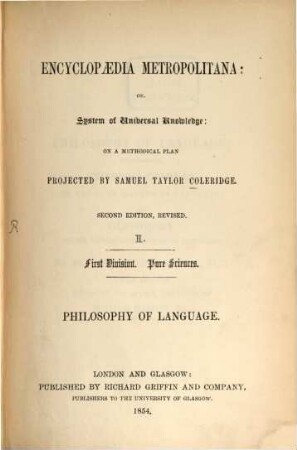 ENCYCLOPÆDIA METROPOLITANA:
OR,
System of Universal Knowledge:
ON A METHODICAL PLAN
PROJECTED BY SAMUEL TAYLOR COLERIDGE.
SECOND EDITION, REVISED.
II.
First Division. Pure Sciences.
PHILOSOPHY OF LANGUAGE.
LONDON AND GLASGOW:
PUBLISHED BY RICHARD GRIFFIN AND COMPANY,
PUBLISHERS TO THE UNIVERSITY OF GLASGOW.
1854.